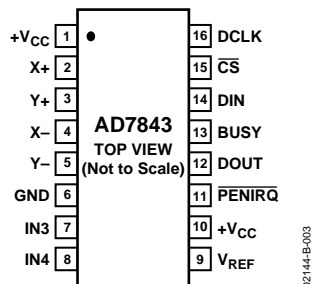 +VCC 1 16 DCLK
X+ 2 15 CS
Y+ 3 14 DIN
X– 4 AD7843 13 BUSY
Y– 5 TOP VIEW (Not to Scale) 12 DOUT
GND 6 11 PENIRQ
IN3 7 10 +VCC
IN4 8 9 VREF
02144-B-003